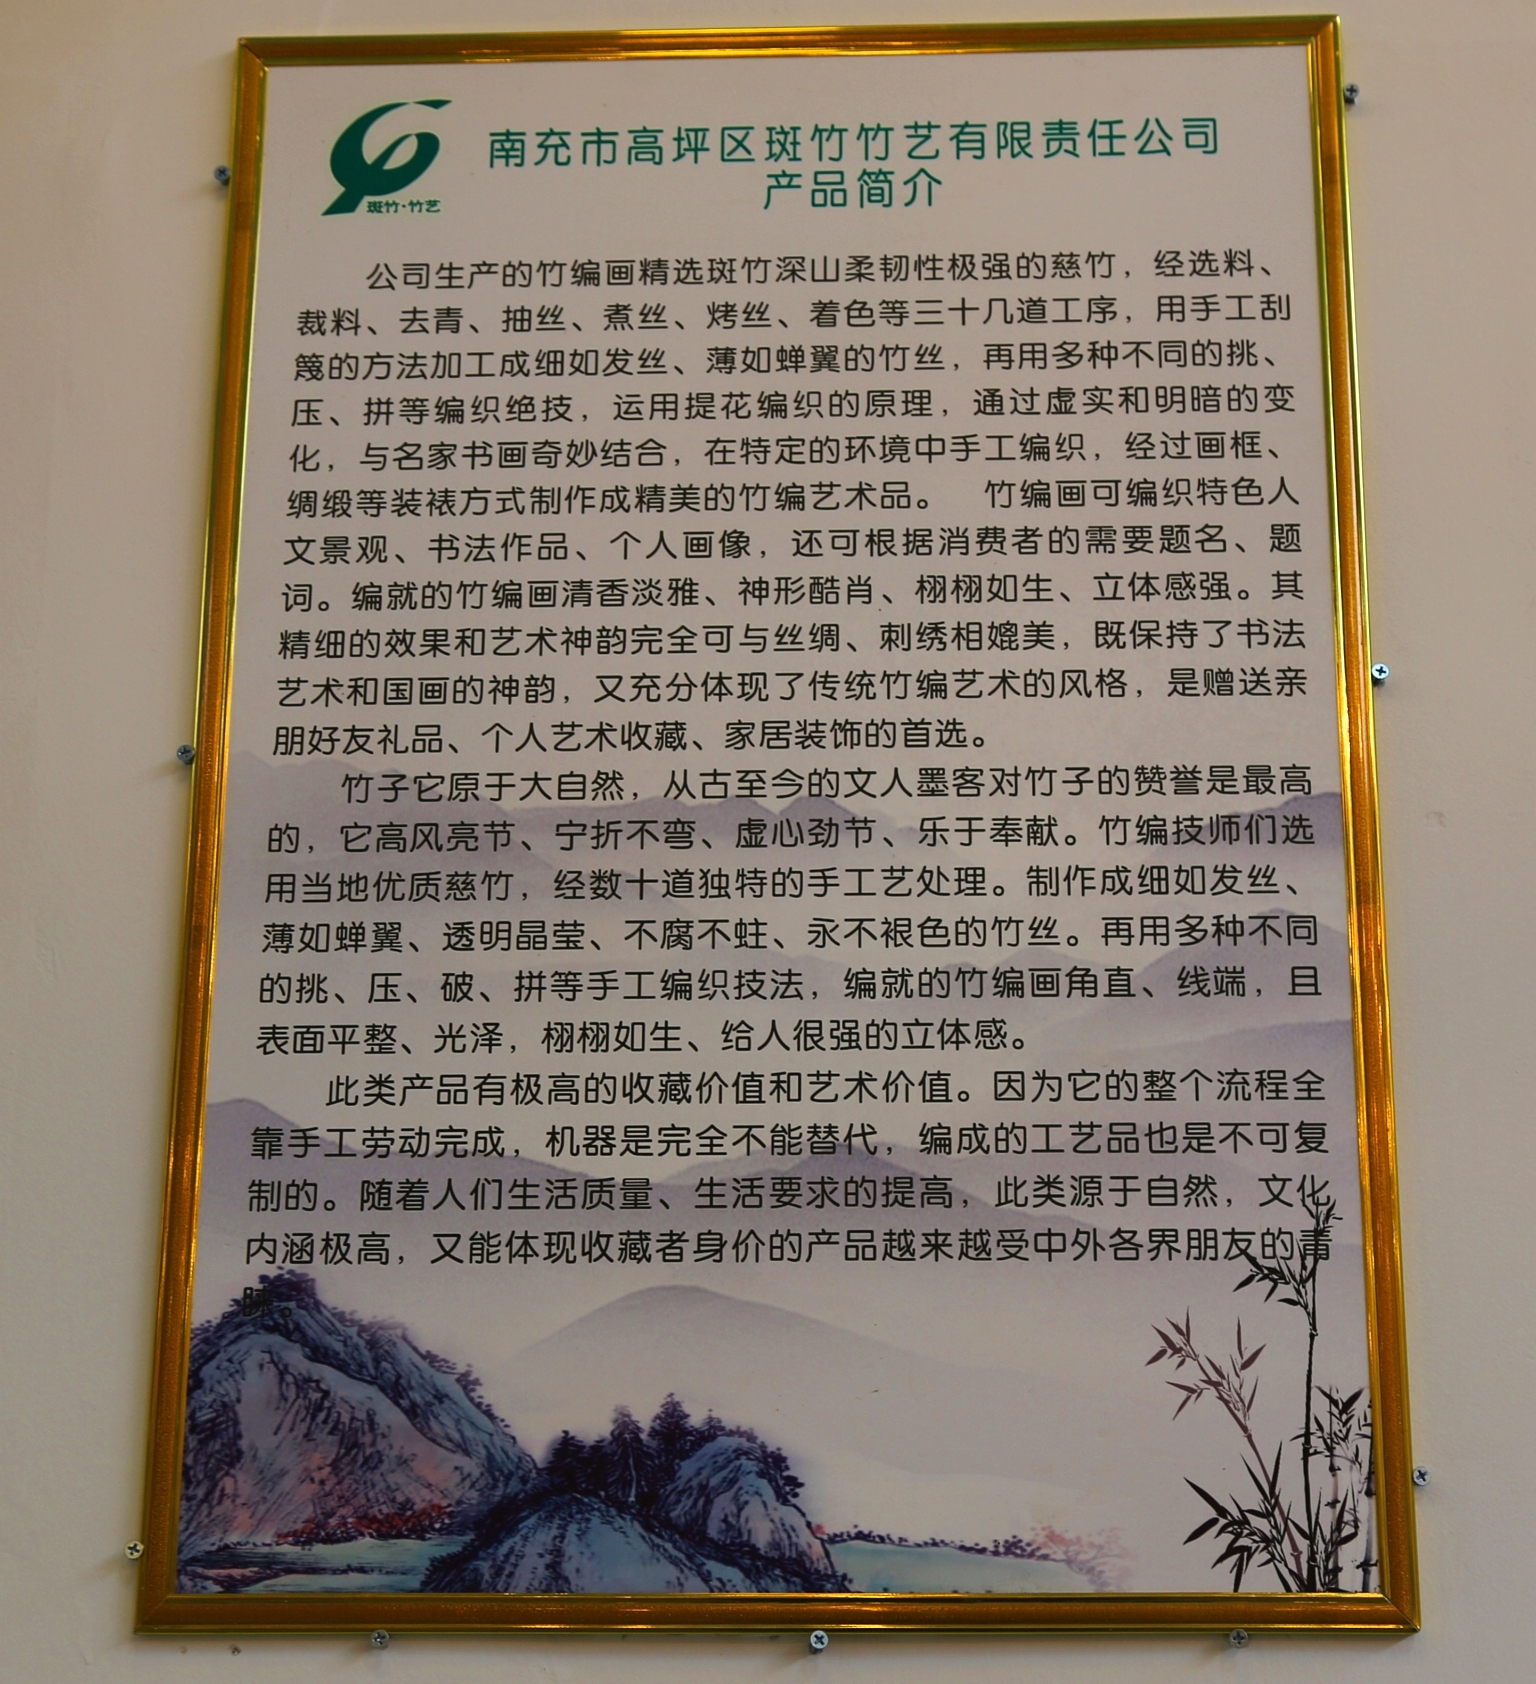 南充市高坪区斑竹竹艺有限责任公司
产品简介
斑竹·竹艺
公司生产的竹编画精选斑竹深山柔韧性极强的慈竹，经选料、
裁料、去青、抽丝、煮丝、烤丝、着色等三十几道工序，用手工刮
篾的方法加工成细如发丝、薄如蝉翼的竹丝，再用多种不同的挑、
压、拼等编织绝技，运用提花编织的原理，通过虚实和明暗的变
化，与名家书画奇妙结合，在特定的环境中手工编织，经过画框、
绸缎等装裱方式制作成精美的竹编艺术品。 竹编画可编织特色人
文景观、书法作品、个人画像，还可根据消费者的需要题名、题
词。编就的竹编画清香淡雅、神形酷肖、栩栩如生、立体感强。其
精细的效果和艺术神韵完全可与丝绸、刺绣相媲美，既保持了书法
艺术和国画的神韵，又充分体现了传统竹编艺术的风格，是赠送亲
朋好友礼品、个人艺术收藏、家居装饰的首选。
竹子它原于大自然，从古至今的文人墨客对竹子的赞誉是最高
的，它高风亮节、宁折不弯、虚心劲节、乐于奉献。竹编技师们选
用当地优质慈竹，经数十道独特的手工艺处理。制作成细如发丝、
薄如蝉翼、透明晶莹、不腐不蛀、永不褪色的竹丝。再用多种不同
的挑、压、破、拼等手工编织技法，编就的竹编画角直、线端，且
表面平整、光泽，栩栩如生、给人很强的立体感。
此类产品有极高的收藏价值和艺术价值。因为它的整个流程全
靠手工劳动完成，机器是完全不能替代，编成的工艺品也是不可复
制的。随着人们生活质量、生活要求的提高，此类源于自然，文化
内涵极高，又能体现收藏者身价的产品越来越受中外各界朋友的青
睐。